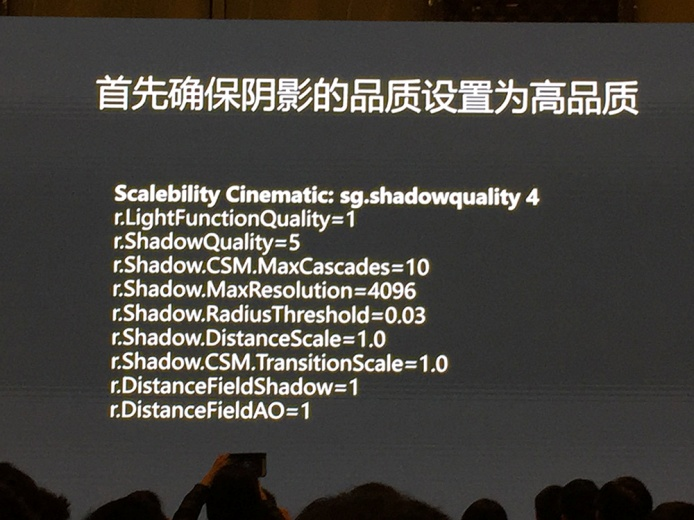 首先确保阴影的品质设置为高品质
Scalebility Cinematic: sg.shadowquality 4
r.LightFunctionQuality=1
r.ShadowQuality=5
r.Shadow.CSM.MaxCascades=10
r.Shadow.MaxResolution=4096
r.Shadow.RadiusThreshold=0.03
r.Shadow.DistanceScale=1.0
r.Shadow.CSM.TransitionScale=1.0
r.DistanceFieldShadow=1
r.DistanceFieldAO=1